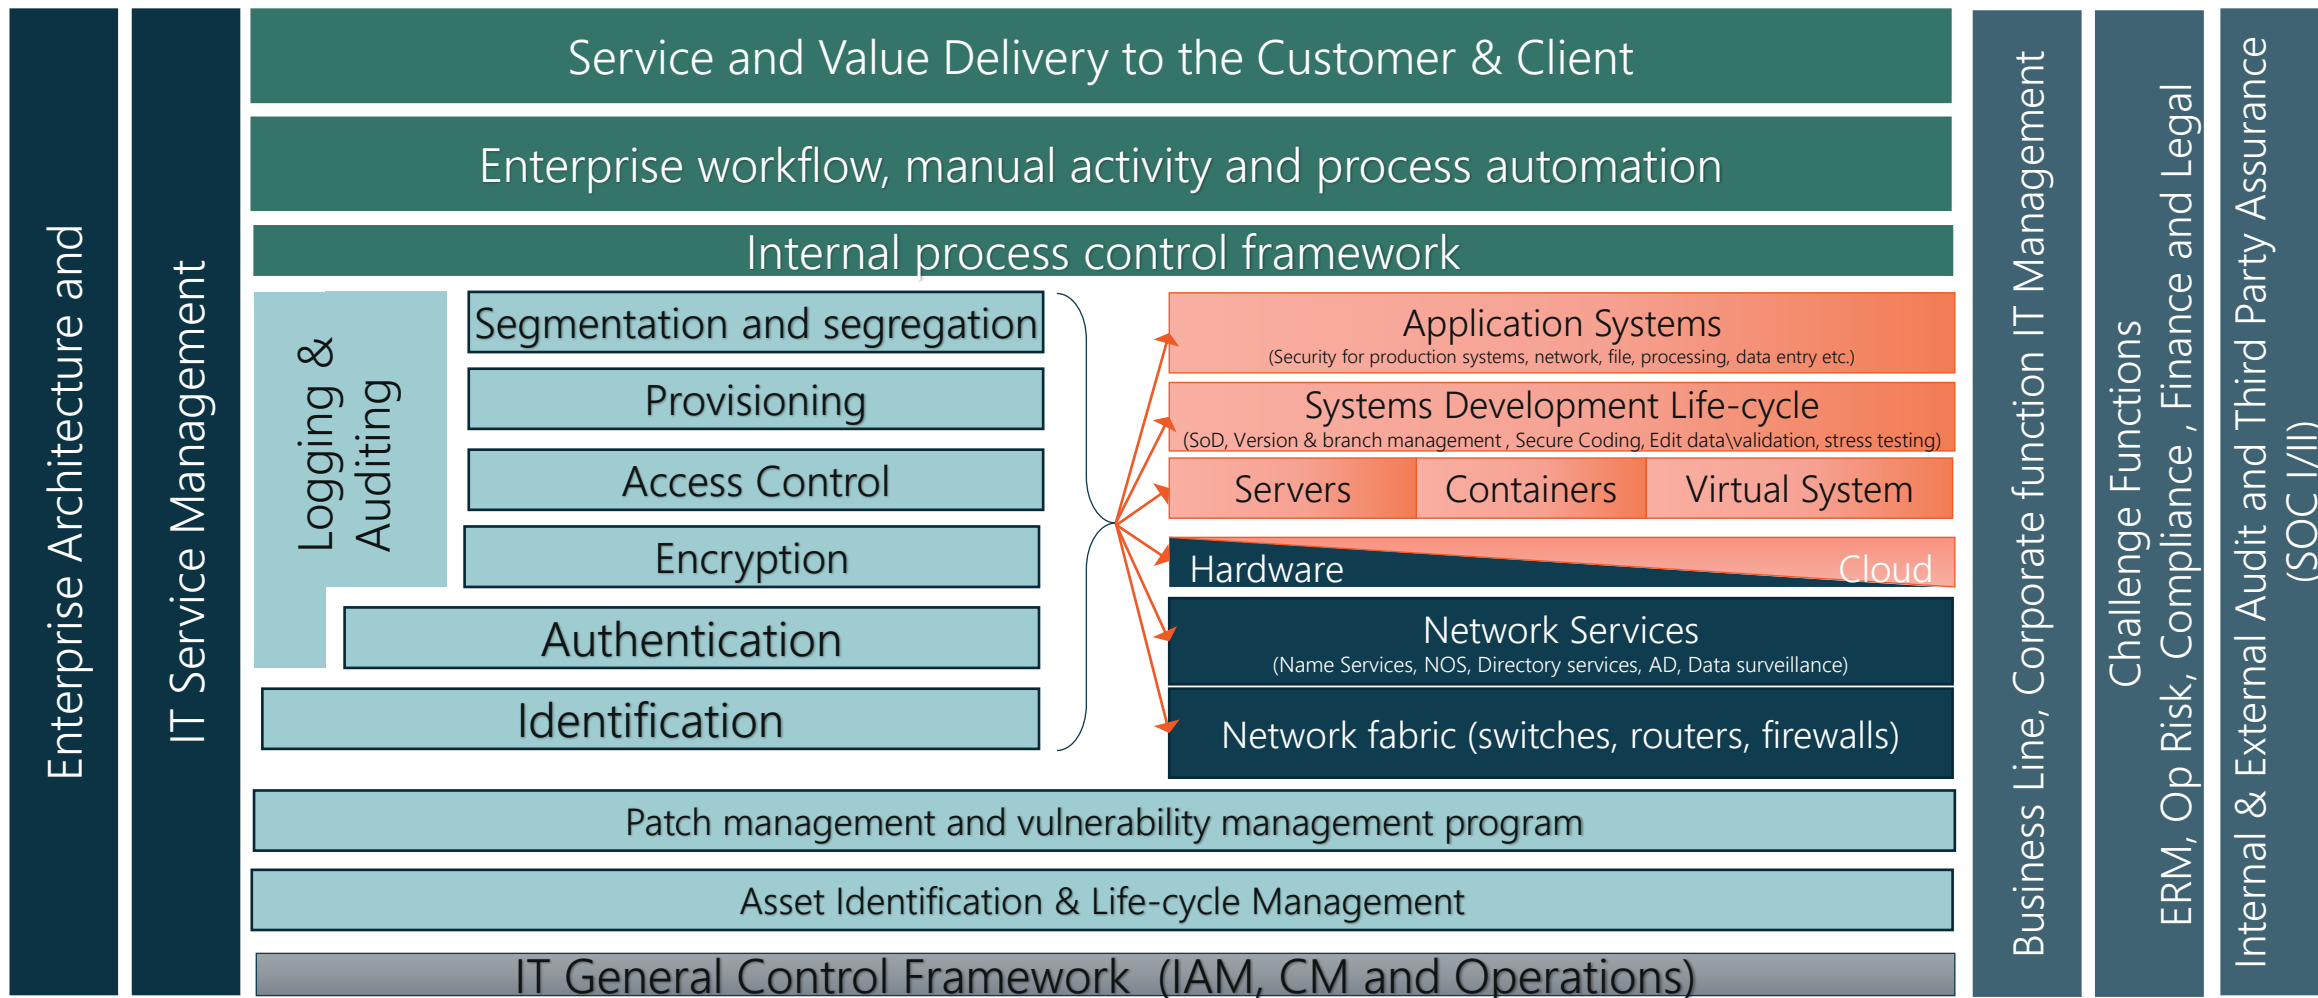 Enterprise Architecture and
IT Service Management
Service and Value Delivery to the Customer & Client
Enterprise workflow, manual activity and process automation
Internal process control framework
Logging &
Auditing
Segmentation and segregation
Provisioning
Access Control
Encryption
Authentication
Identification
Application Systems
(Security for production systems, network, file, processing, data entry etc.)
Systems Development Life-cycle
(SoD, Version & branch management , Secure Coding, Edit data\validation, stress testing)
Servers
Containers
Virtual System
Hardware
Cloud
Network Services
(Name Services, NOS, Directory services, AD, Data surveillance)
Network fabric (switches, routers, firewalls)
Patch management and vulnerability management program
Asset Identification & Life-cycle Management
IT General Control Framework (IAM, CM and Operations)
Business Line, Corporate function IT Management
Challenge Functions
ERM, Op Risk, Compliance , Finance and Legal
Internal & External Audit and Third Party Assurance
(SOC I/II)